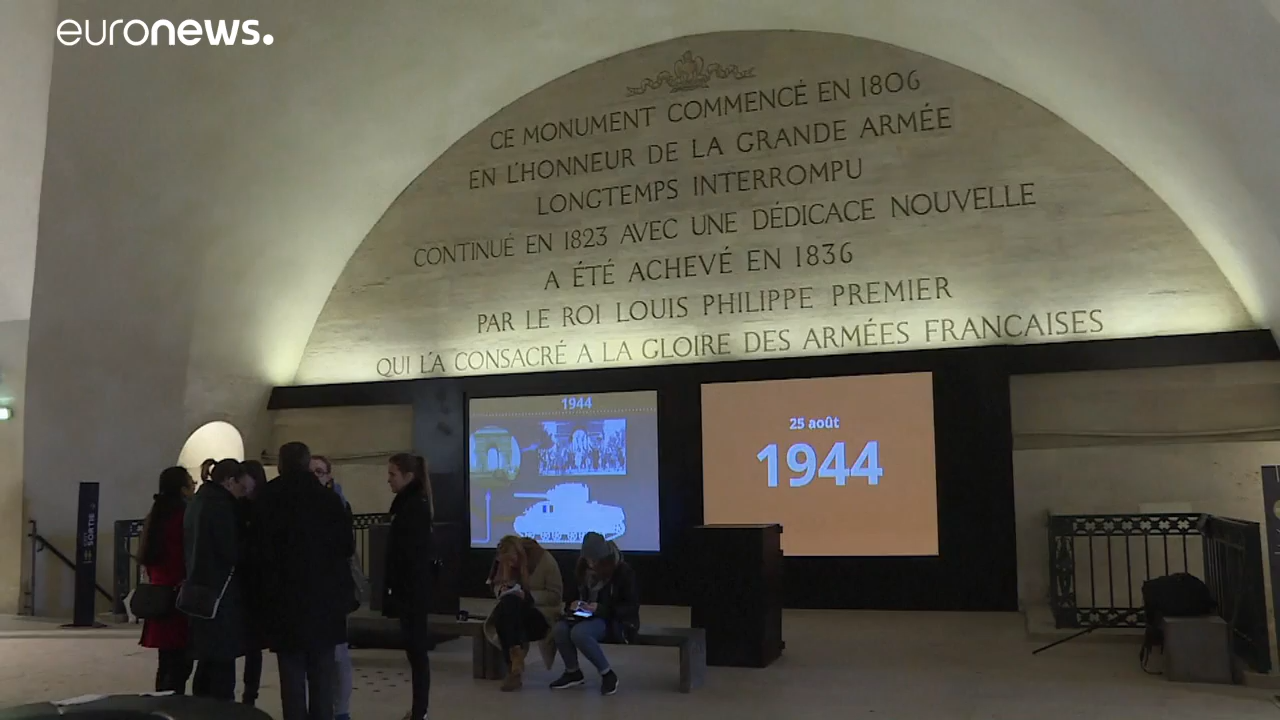 euronews.
CE MONUMENT COMMENCÉ EN 1806
EN L'HONNEUR DE LA GRANDE ARMÉE
LONGTEMPS INTERROMPU
CONTINUÉ EN 1823 AVEC UNE DÉDICACE NOUVELLE
A ÉTÉ ACHEVÉ EN 1836
PAR LE ROI LOUIS PHILIPPE PREMIER
QUI L'A CONSACRÉ A LA GLOIRE DES ARMÉES FRANCAISES
1944
25 août
1944
SORTIE